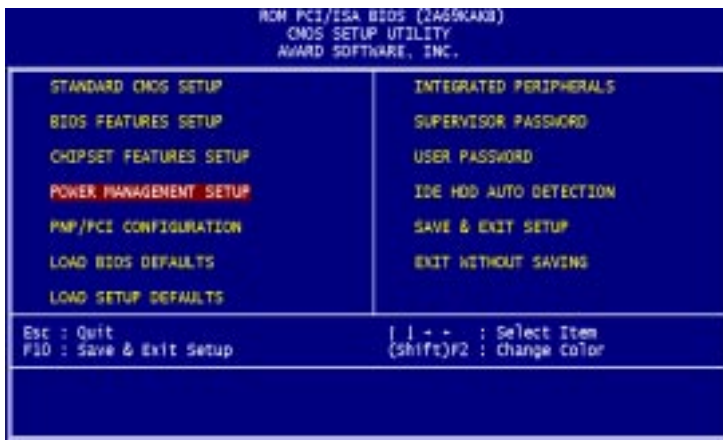 ROM PCI/ISA BIOS (2A69KAKB)
CMOS SETUP UTILITY
AWARD SOFTWARE, INC.
STANDARD CMOS SETUP
BIOS FEATURES SETUP
CHIPSET FEATURES SETUP
POWER MANAGEMENT SETUP
PNP/PCI CONFIGURATION
LOAD BIOS DEFAULTS
LOAD SETUP DEFAULTS
INTEGRATED PERIPHERALS
SUPERVISOR PASSWORD
USER PASSWORD
IDE HDD AUTO DETECTION
SAVE & EXIT SETUP
EXIT WITHOUT SAVING
Esc : Quit
F10 : Save & Exit Setup
: Select Item
(Shift)F2 : Change Color